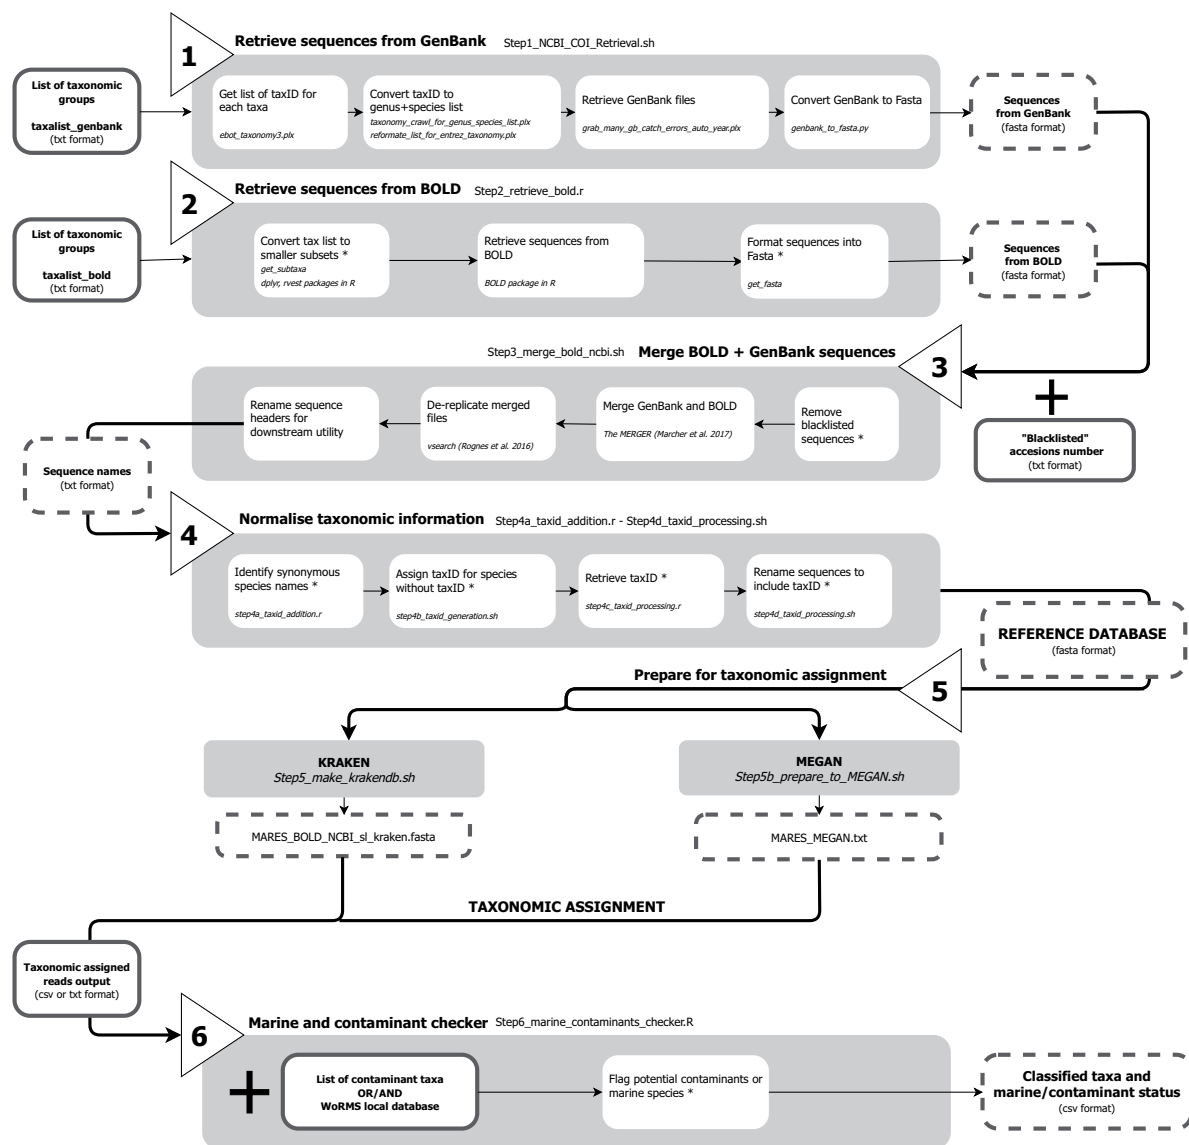 1
Retrieve sequences from GenBank Step1_NCBI_COI_Retrieval.sh
List of taxonomic
groups
taxalist_genbank
(txt format)
Get list of taxID for
each taxa
ebot_taxonomy3.plx
Convert taxID to
genus+species list
taxonomy_crawl_for_genus_species_list.plx
reformate_list_for_entrez_taxonomy.plx
Retrieve GenBank files
grab_many_gb_catch_errors_auto_year.plx
Convert GenBank to Fasta
genbank_to_fasta.py
Sequences
from GenBank
(fasta format)
2
Retrieve sequences from BOLD Step2_retrieve_bold.r
List of taxonomic
groups
taxalist_bold
(txt format)
Convert tax list to
smaller subsets *
get_subtaxa
dplyr, rvest packages in R
Retrieve sequences from
BOLD
BOLD package in R
Format sequences into
Fasta *
get_fasta
Sequences
from BOLD
(fasta format)
Step3_merge_bold_ncbi.sh Merge BOLD + GenBank sequences
3
+
"Blacklisted"
accesions number
(txt format)
Rename sequence
headers for
downstream utility
De-replicate merged
files
vsearch (Rognes et al. 2016)
Merge GenBank and BOLD
The MERGER (Marcher et al. 2017)
Remove
blacklisted
sequences *
Sequence names
(txt format)
4
Normalise taxonomic information Step4a_taxid_addition.r - Step4d_taxid_processing.sh
Identify synonymous
species names *
step4a_taxid_addition.r
Assign taxID for species
without taxID *
step4b_taxid_generation.sh
Retrieve taxID *
step4c_taxid_processing.r
Rename sequences to
include taxID *
step4d_taxid_processing.sh
REFERENCE DATABASE
(fasta format)
Prepare for taxonomic assignment
5
KRAKEN
Step5_make_krakendb.sh
MEGAN
Step5b_prepare_to_MEGAN.sh
MARES_BOLD_NCBI_sl_kraken.fasta
MARES_MEGAN.txt
TAXONOMIC ASSIGNMENT
Taxonomic assigned
reads output
(csv or txt format)
6
Marine and contaminant checker Step6_marine_contaminants_checker.R
+
List of contaminant taxa
OR/AND
WoRMS local database
Flag potential contaminants or
marine species *
Classified taxa and
marine/contaminant status
(csv format)